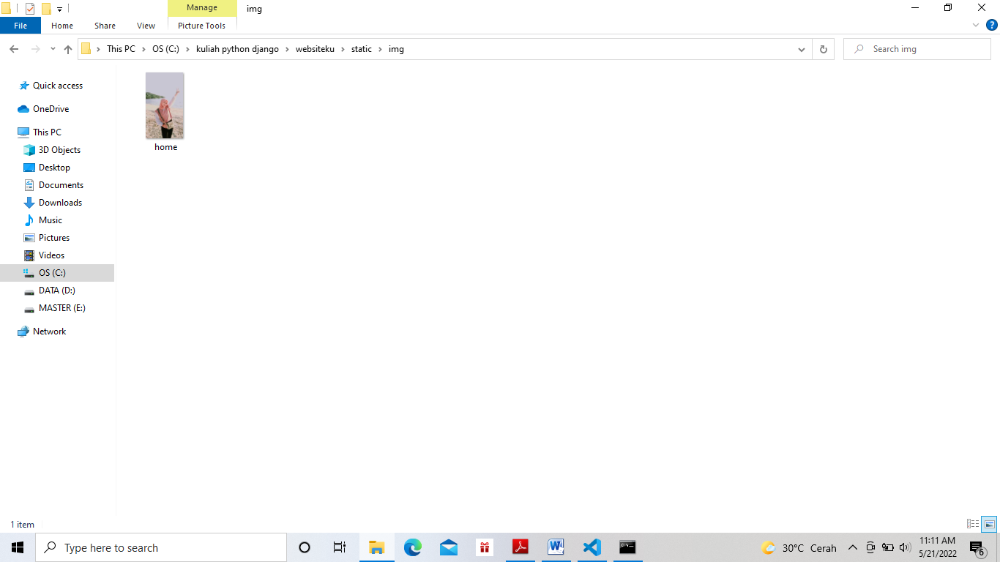 Manage
img
File
Home
Share
View
Picture Tools
This PC
OS (C:)
kuliah python django
websiteku
static
img
Search img
Quick access
OneDrive
This PC
3D Objects
Desktop
Documents
Downloads
Music
Pictures
Videos
OS (C:)
DATA (D:)
MASTER (E:)
Network
home
1 item
Type here to search
30°C Cerah
11:11 AM
5/21/2022
6